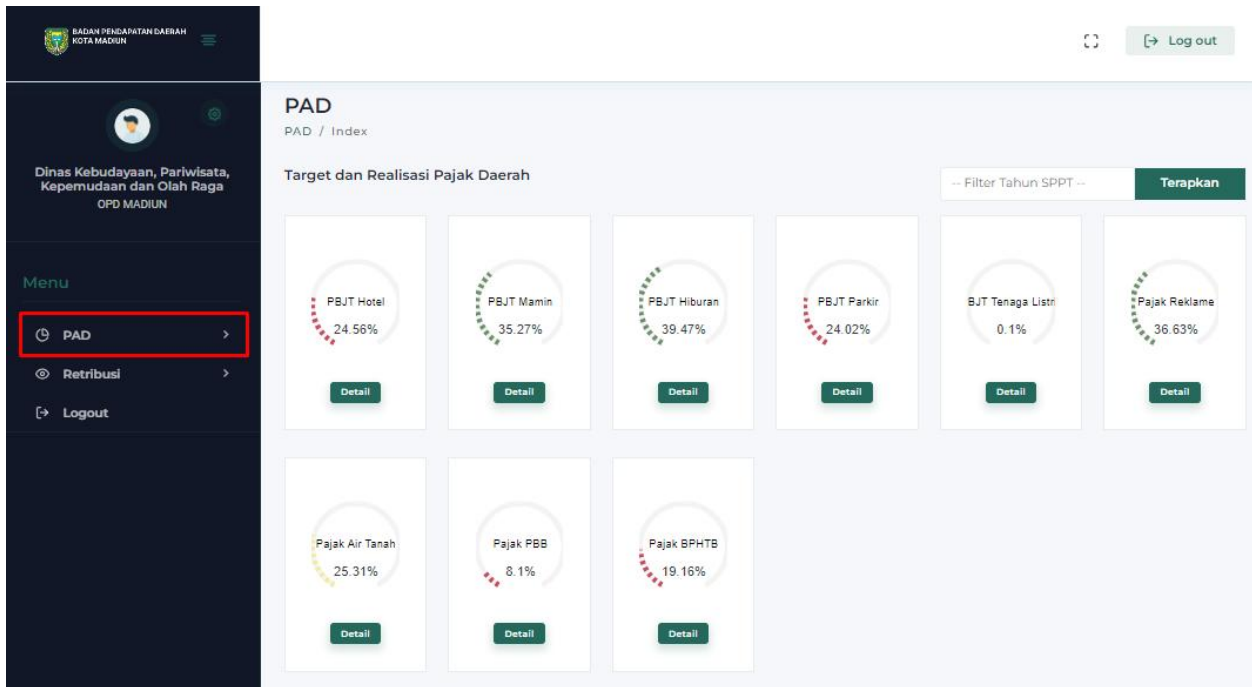 BADAN PENDAPATAN DAERAH
KOTA MADIUN
Log out
Dinas Kebudayaan, Pariwisata,
Kepemudaan dan Olah Raga
OPD MADIUN
Menu
PAD
Retribusi
Logout
PAD
PAD / Index
Target dan Realisasi Pajak Daerah
-- Filter Tahun SPPT --
Terapkan
PBJT Hotel
24.56%
Detail
PBJT Mamin
35.27%
Detail
PBJT Hiburan
39.47%
Detail
PBJT Parkir
24.02%
Detail
BJT Tenaga Listri
0.1%
Detail
Pajak Reklame
36.63%
Detail
Pajak Air Tanah
25.31%
Detail
Pajak PBB
8.1%
Detail
Pajak BPHTB
19.16%
Detail